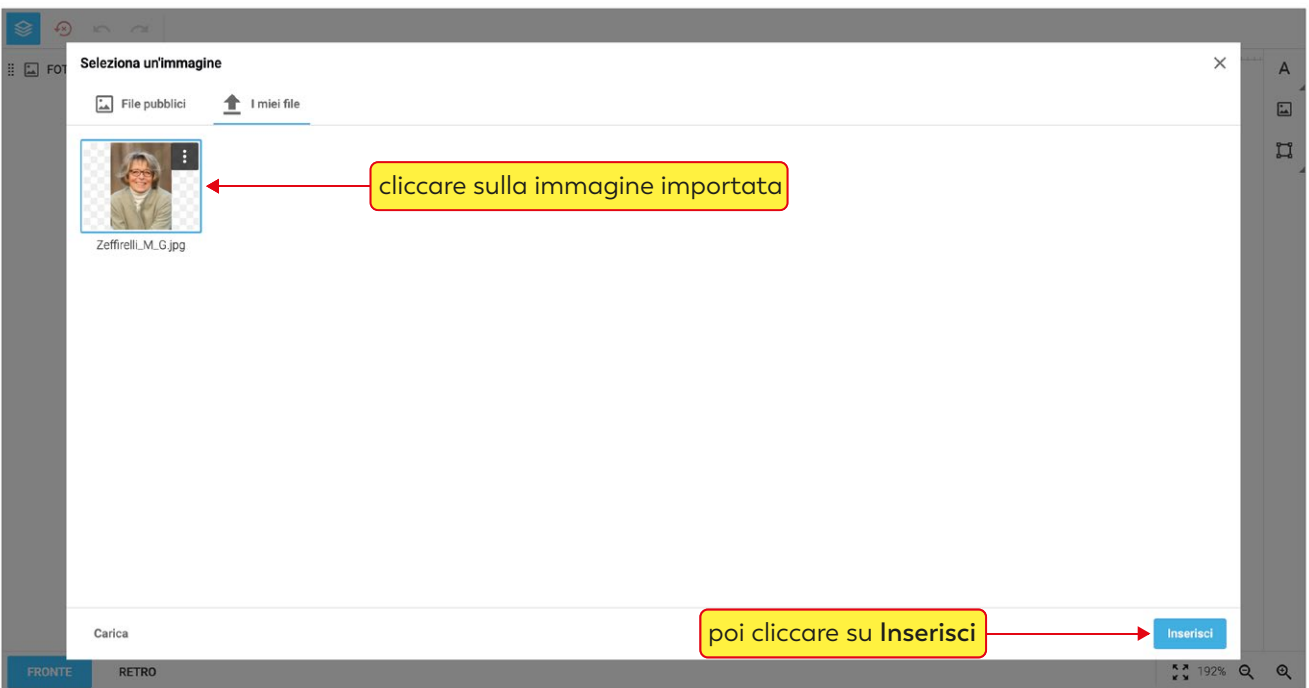 FOT
Seleziona un'immagine
File pubblici
I miei file
A
cliccare sulla immagine importata
Zeffirelli_M_G.jpg
Carica
poi cliccare su Inserisci
Inserisci
FRONTE
RETRO
192%